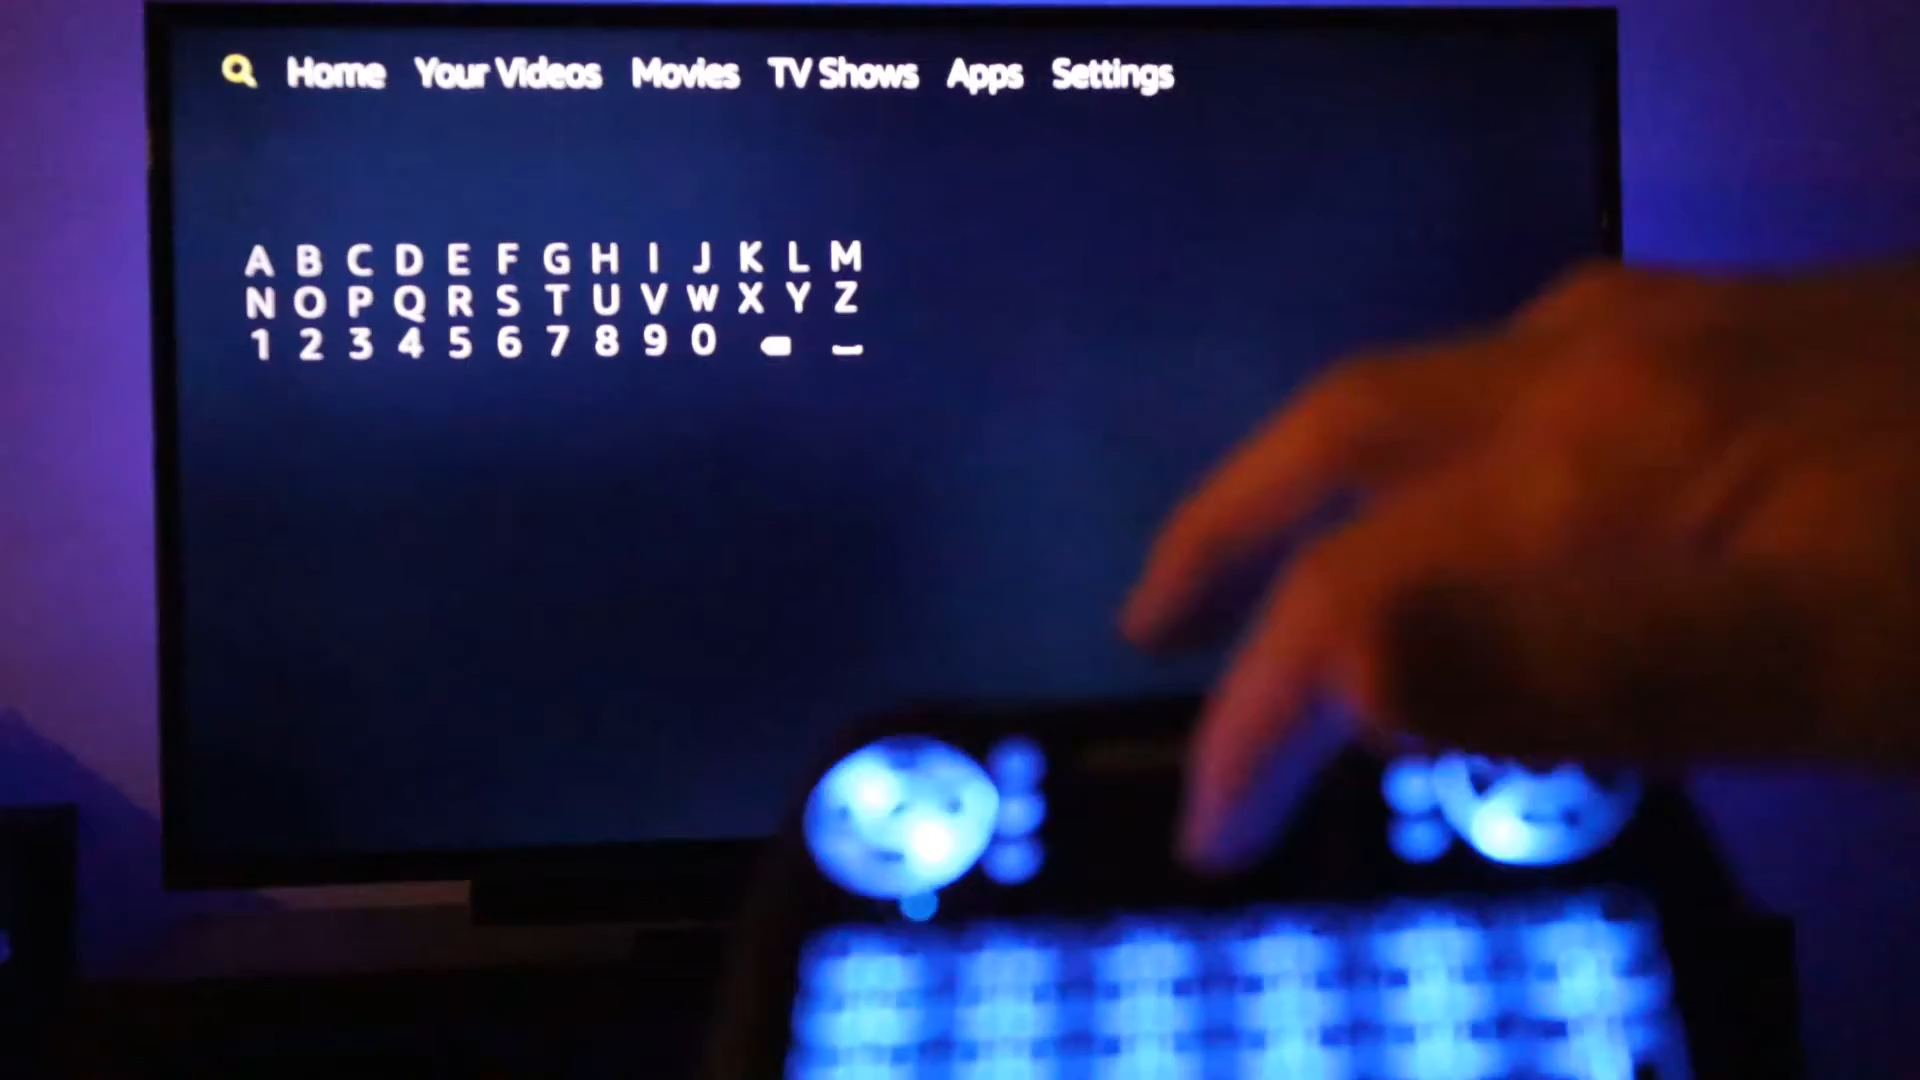 Home Your Videos Movies TV Shows Apps Settings
A B C D E F G H I J K L M
N O P Q R S T U V W X Y Z
1 2 3 4 5 6 7 8 9 0